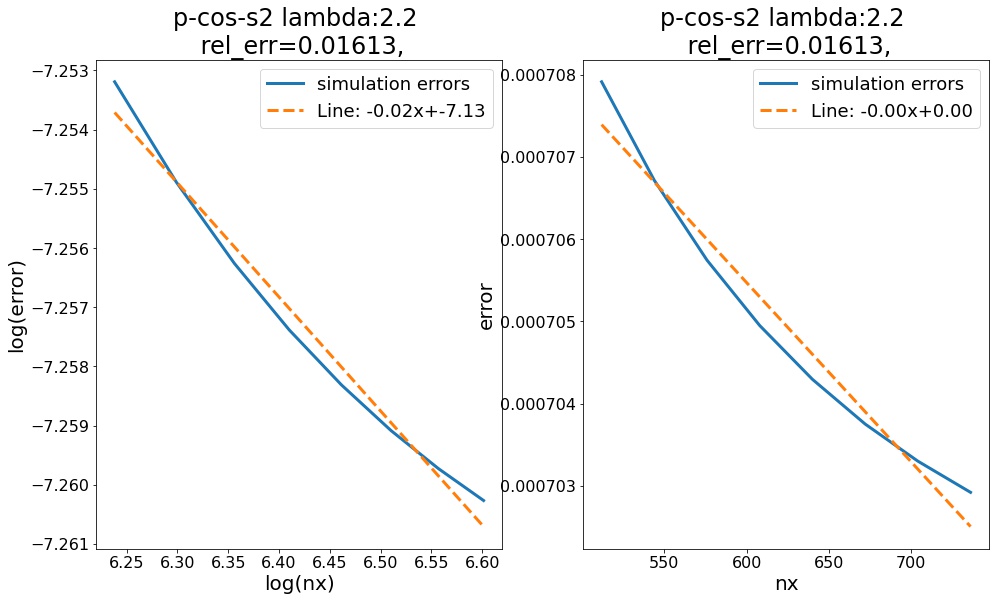 p-cos-s2 lambda:2.2
rel_err=0.01613,
simulation errors
Line: -0.02x+-7.13
−7.253
−7.254
−7.255
−7.256
−7.257
−7.258
−7.259
−7.260
−7.261
log(error)
6.25 6.30 6.35 6.40 6.45 6.50 6.55 6.60
log(nx)
p-cos-s2 lambda:2.2
rel_err=0.01613,
simulation errors
Line: -0.00x+0.00
0.000708
0.000707
0.000706
0.000705
0.000704
0.000703
error
550 600 650 700
nx